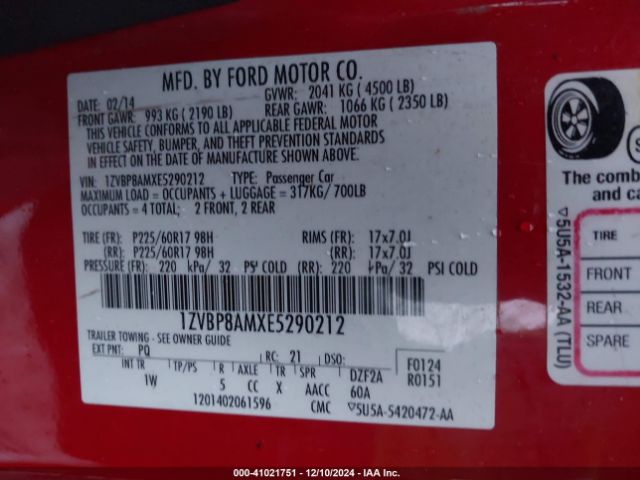 MFD. BY FORD MOTOR CO.
DATE: 02/14
GVWR: 2041 KG ( 4500 LB)
FRONT GAWR: 993 KG ( 2190 LB)
REAR GAWR: 1066 KG ( 2350 LB)
THIS VEHICLE CONFORMS TO ALL APPLICABLE FEDERAL MOTOR
VEHICLE SAFETY, BUMPER, AND THEFT PREVENTION STANDARDS
IN EFFECT ON THE DATE OF MANUFACTURE SHOWN ABOVE.
VIN: 1ZVBP8AMXE5290212 TYPE: Passenger Car
MAXIMUM LOAD = OCCUPANTS + LUGGAGE = 317KG/ 700LB
OCCUPANTS = 4 TOTAL; 2 FRONT, 2 REAR
TIRE (FR): P225/60R17 98H RIMS (FR): 17x7.0J
(RR): P225/60R17 98H (RR): 17x7.0J
PRESSURE (FR): 220 kPa/ 32 PSI COLD (RR): 220 kPa/ 32 PSI COLD
1ZVBP8AMXE5290212
TRAILER TOWING - SEE OWNER GUIDE
EXT PNT: PQ RC: 21 DSO: F0124
INT TR TP/PS R AXLE TR SPR DZF2A R0151
1W 5 CC X AACC 60A
1201402061596 CMC ▽5U5A-5420472-AA
The comb
and ca
TIRE
FRONT
REAR
SPARE
▽5U5A-1532-AA (TLU)
000-41021751 — 12/10/2024 — IAA Inc.